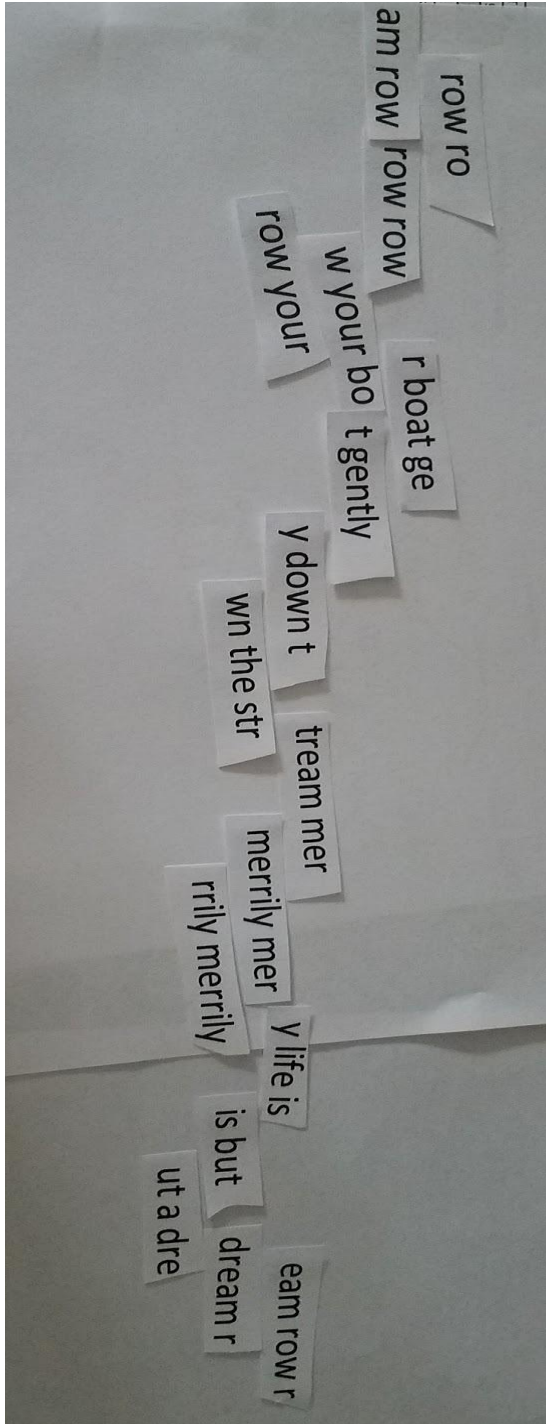 row ro
am row
row row
r boat ge
w your bo
row your
t gently
y down t
wn the str
tream mer
merrily mer
rrily merrily
y life is
is but
ut a dre
eam row r
dream r